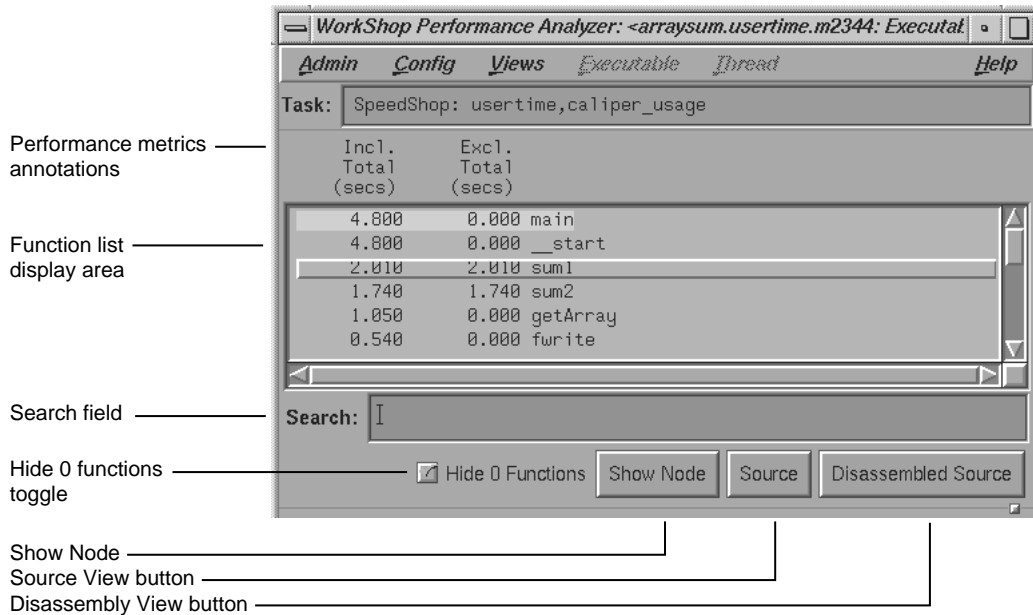 WorkShop Performance Analyzer: <arraysum.usertime.m2344: Executab
Admin Config Views Executable Thread Help
Task: SpeedShop: usertime,caliper_usage
Performance metrics
annotations
Incl. Excl.
Total Total
(secs) (secs)
Function list
display area
4.800 0.000 main
4.800 0.000 __start
2.010 2.010 sum1
1.740 1.740 sum2
1.050 0.000 getArray
0.540 0.000 fwrite
Search field
Search:
Hide 0 functions
toggle
Hide 0 Functions Show Node Source Disassembled Source
Show Node
Source View button
Disassembly View button